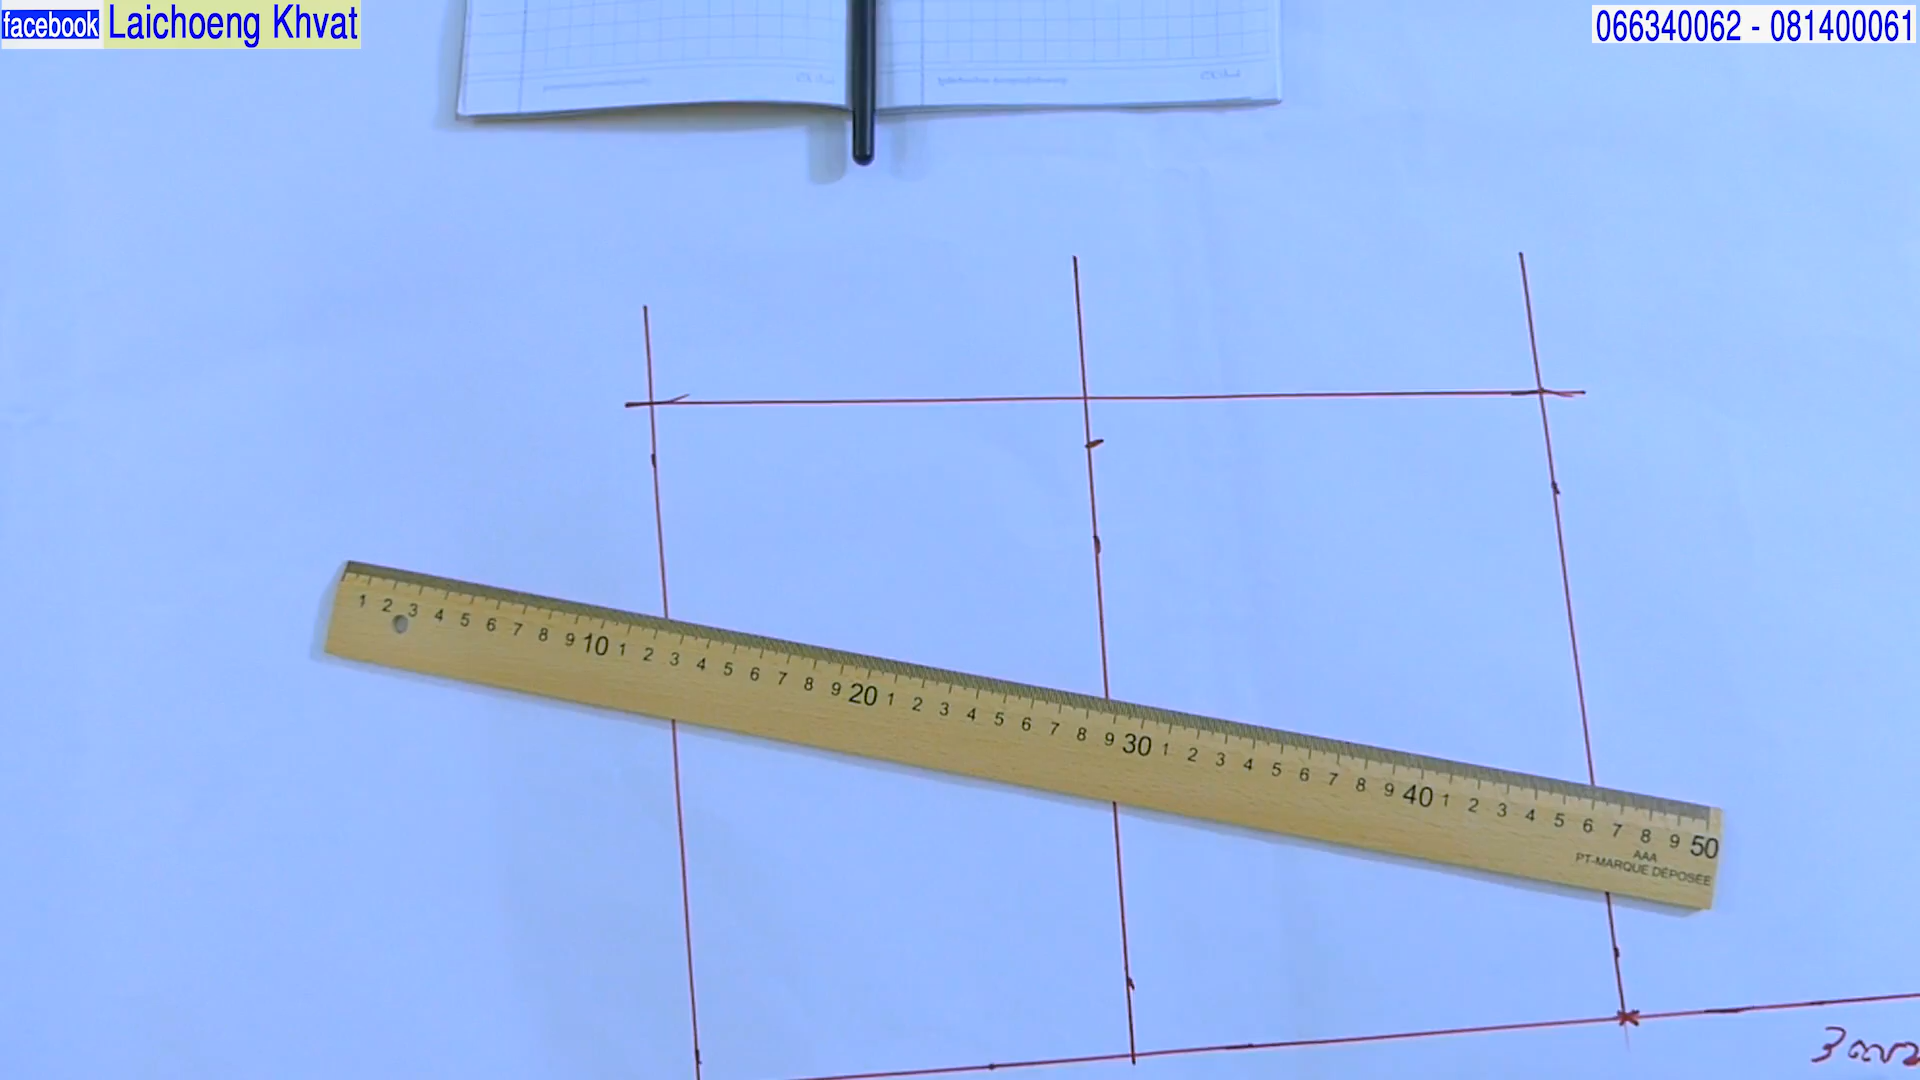 facebook Laichoeng Khvat
066340062 - 081400061
1 2 3 4 5 6 7 8 9 10 1 2 3 4 5 6 7 8 9 20 1 2 3 4 5 6 7 8 9 30 1 2 3 4 5 6 7 8 9 40 1 2 3 4 5 6 7 8 9 50
AAA
PT-MARQUE DÉPOSÉE